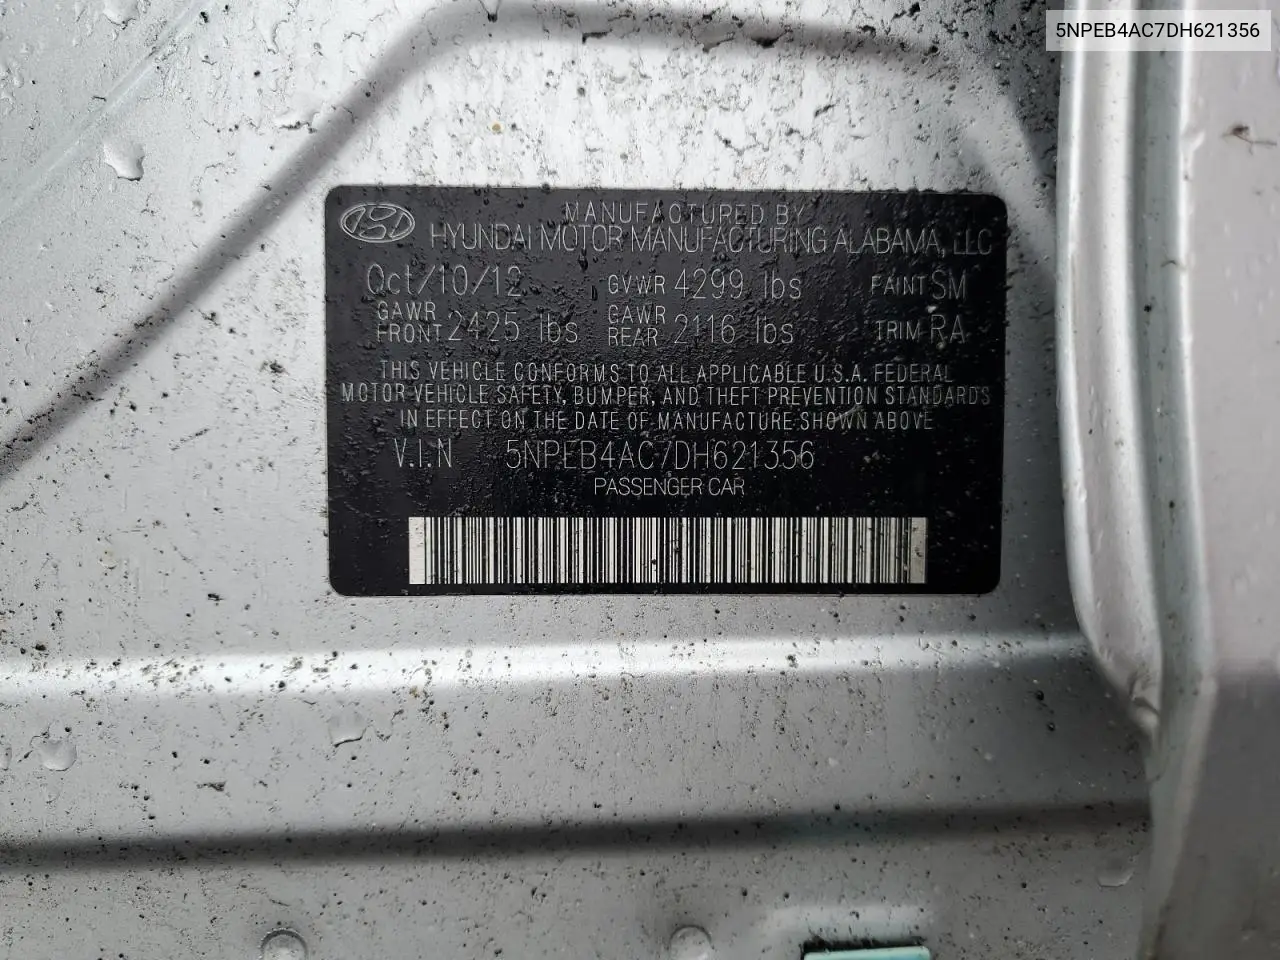 5NPEB4AC7DH621356
MANUFACTURED BY
HYUNDAI MOTOR MANUFACTURING ALABAMA, LLC
Oct/10/12 GVWR 4299 lbs PAINT SM
GAWR FRONT 2425 lbs GAWR REAR 2116 lbs TRIM RA
THIS VEHICLE CONFORMS TO ALL APPLICABLE U.S.A. FEDERAL
MOTOR VEHICLE SAFETY, BUMPER, AND THEFT PREVENTION STANDARDS
IN EFFECT ON THE DATE OF MANUFACTURE SHOWN ABOVE
V.I.N 5NPEB4AC7DH621356
PASSENGER CAR